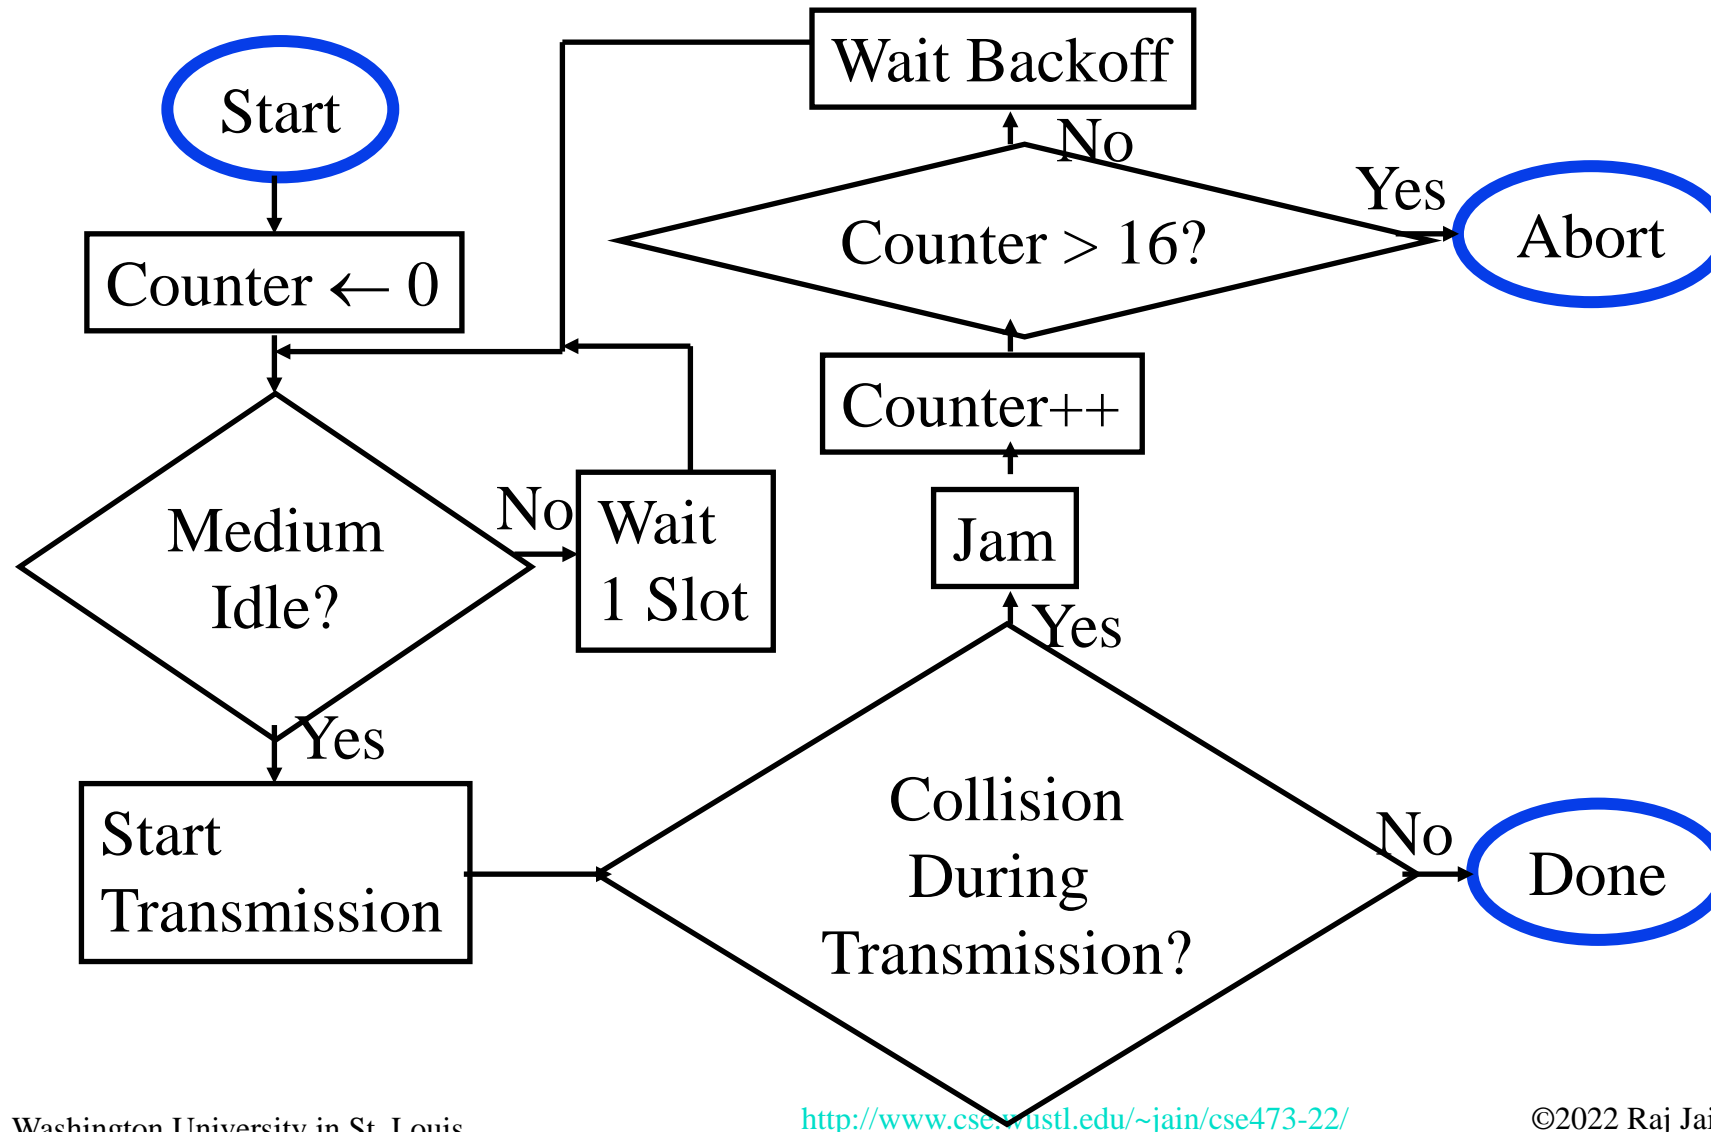 Start
Counter ← 0
Medium
Idle?
No
Wait
1 Slot
Yes
Start
Transmission
Collision
During
Transmission?
No
Done
Yes
Jam
Counter++
Counter > 16?
Yes
Abort
No
Wait Backoff
Washington University in St. Louis
http://www.cse.wustl.edu/~jain/cse473-22/
©2022 Raj Jai